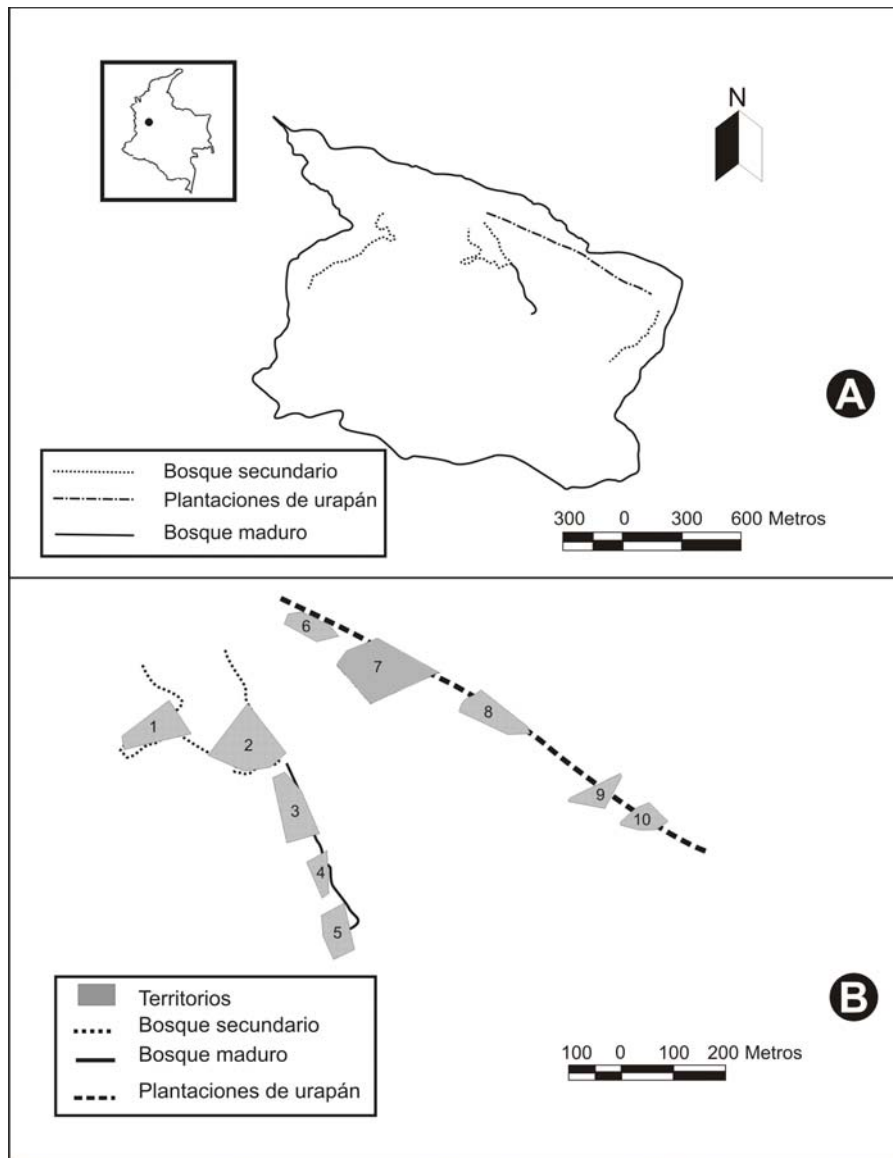 N
A
Bosque secundario
Plantaciones de urapán
Bosque maduro
300 0 300 600 Metros
6
7
1
2
8
3
9
10
4
5
B
Territorios
Bosque secundario
Bosque maduro
Plantaciones de urapán
100 0 100 200 Metros